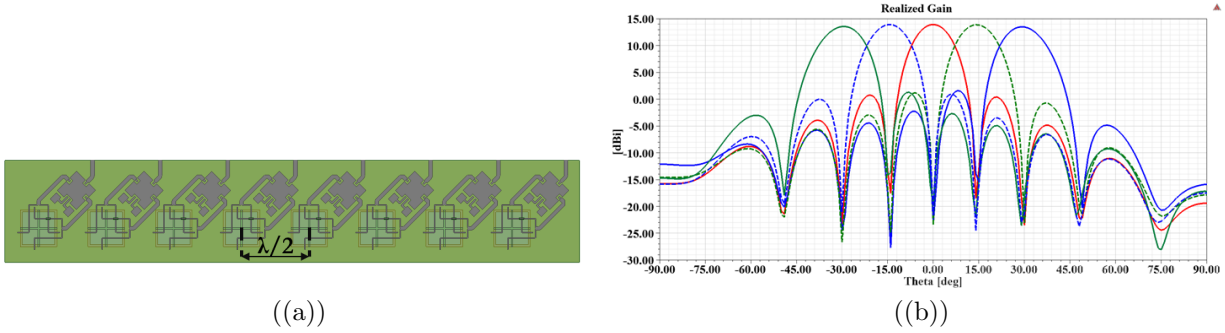 λ/2
((a))
Realized Gain
15.00
10.00
5.00
0.00
-5.00
-10.00
-15.00
-20.00
-25.00
-30.00
[dBi]
-90.00 -75.00 -60.00 -45.00 -30.00 -15.00 0.00 15.00 30.00 45.00 60.00 75.00 90.00
Theta [deg]
((b))